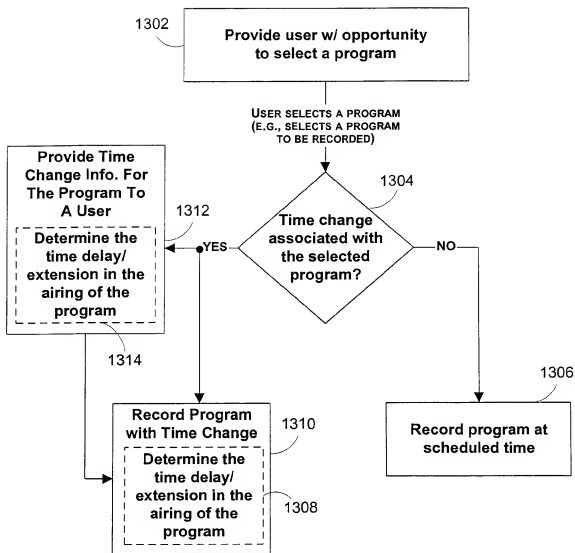 1302
Provide user w/ opportunity
to select a program
USER SELECTS A PROGRAM
(E.G., SELECTS A PROGRAM
TO BE RECORDED)
Provide Time
Change Info. For
The Program To
A User
1312
Determine the
time delay/
extension in the
airing of the
program
1314
1304
Time change
associated with
the selected
program?
YES
NO
1306
Record program at
scheduled time
Record Program
with Time Change
1310
Determine the
time delay/
extension in the
airing of the
program
1308